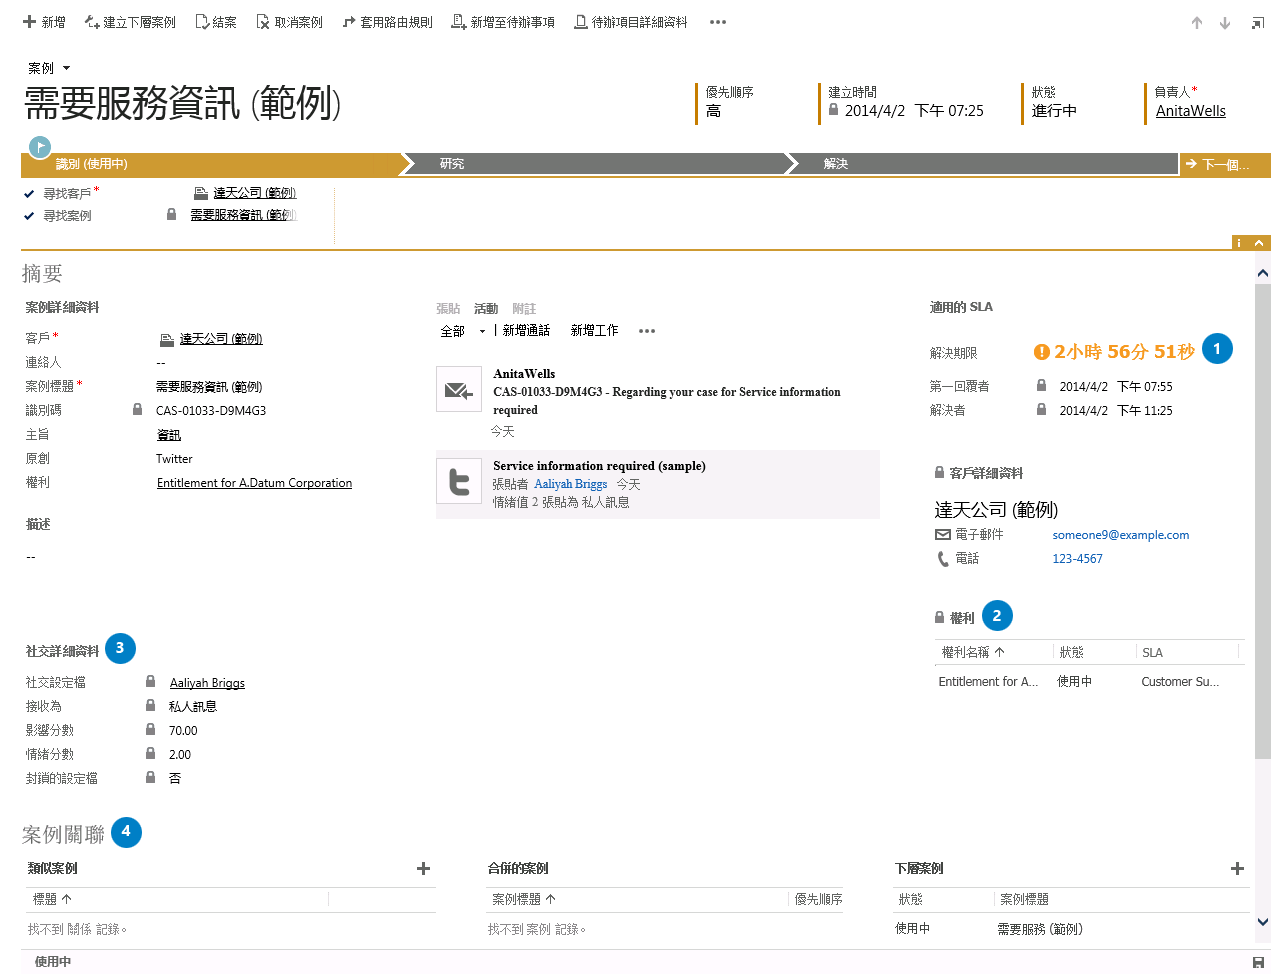 新增 建立下層案例 結案 取消案例 套用路由規則 新增至待辦事項 待辦項目詳細資料 •••
案例
需要服務資訊 (範例)
優先順序 建立時間 狀態 負責人*
高 2014/4/2 下午 07:25 進行中 AnitaWells
識別 (使用中) 研究 解決 下一個...
尋找客戶* 達天公司 (範例)
尋找案例 需要服務資訊 (範例)
摘要
案例詳細資料
客戶* 達天公司 (範例)
連絡人 --
案例標題* 需要服務資訊 (範例)
識別碼 CAS-01033-D9M4G3
主旨 資訊
原創 Twitter
權利 Entitlement for A.Datum Corporation
描述
--
社交詳細資料 3
社交設定檔 Aaliyah Briggs
接收為 私人訊息
影響分數 70.00
情緒分數 2.00
封鎖的設定檔 否
張貼 活動 附註
全部 | 新增通話 新增工作 •••
AnitaWells
CAS-01033-D9M4G3 - Regarding your case for Service information
required
今天
Service information required (sample)
張貼者 Aaliyah Briggs 今天
情緒值 2 張貼為 私人訊息
適用的 SLA
解決期限 2小時 56分 51秒 1
第一回覆者 2014/4/2 下午 07:55
解決者 2014/4/2 下午 11:25
客戶詳細資料
達天公司 (範例)
電子郵件 someone9@example.com
電話 123-4567
權利 2
權利名稱 狀態 SLA
Entitlement for A... 使用中 Customer Su...
案例關聯 4
類似案例
標題
找不到 關係 記錄。
合併的案例
案例標題 優先順序
找不到 案例 記錄。
下層案例
狀態 案例標題
使用中 需要服務 (範例)
使用中